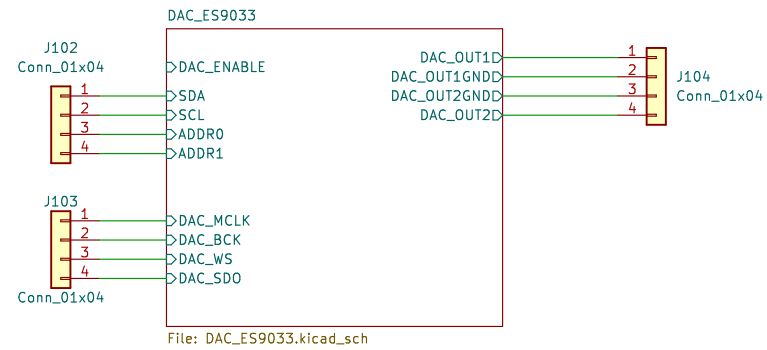 DAC_ES9033
J102
Conn_01x04
1
2
3
4
DAC_ENABLE
SDA
SCL
ADDR0
ADDR1
J103
1
2
3
4
Conn_01x04
DAC_MCLK
DAC_BCK
DAC_WS
DAC_SDO
DAC_OUT1
DAC_OUT1GND
DAC_OUT2GND
DAC_OUT2
1
2
3
4
J104
Conn_01x04
File: DAC_ES9033.kicad_sch